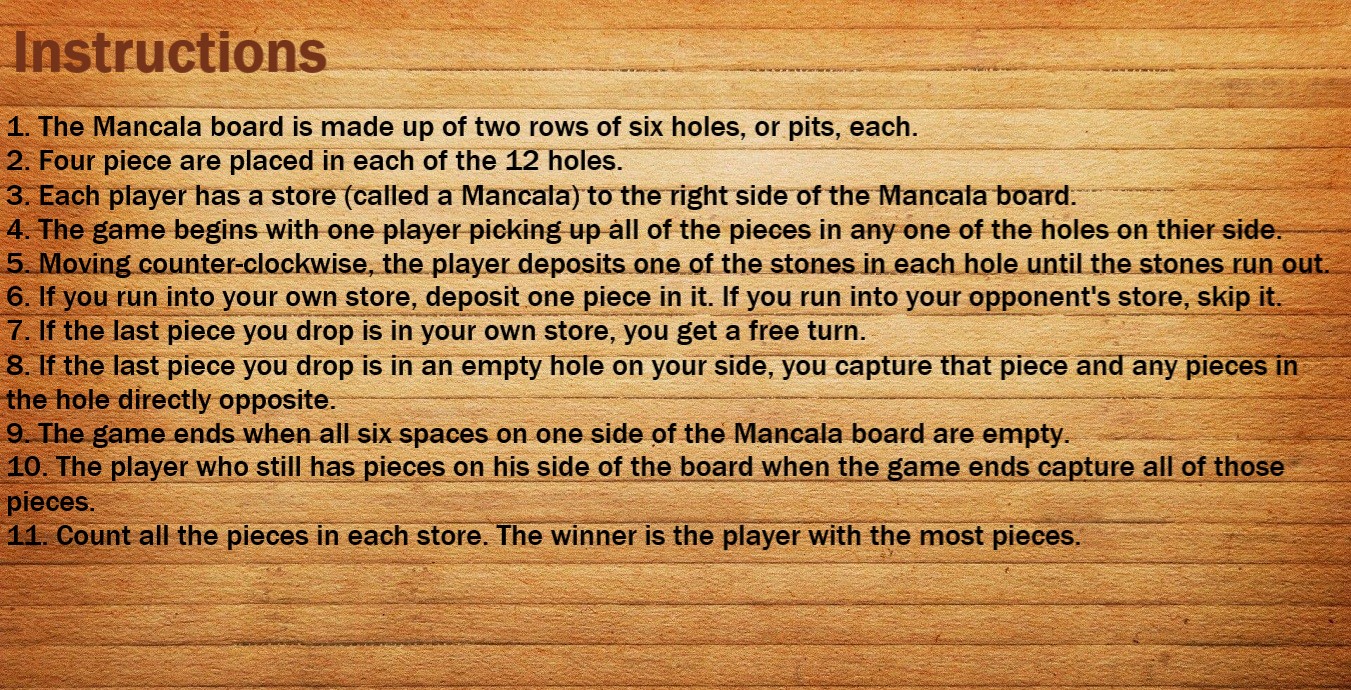 Instructions
1. The Mancala board is made up of two rows of six holes, or pits, each.
2. Four piece are placed in each of the 12 holes.
3. Each player has a store (called a Mancala) to the right side of the Mancala board.
4. The game begins with one player picking up all of the pieces in any one of the holes on thier side.
5. Moving counter-clockwise, the player deposits one of the stones in each hole until the stones run out.
6. If you run into your own store, deposit one piece in it. If you run into your opponent's store, skip it.
7. If the last piece you drop is in your own store, you get a free turn.
8. If the last piece you drop is in an empty hole on your side, you capture that piece and any pieces in
the hole directly opposite.
9. The game ends when all six spaces on one side of the Mancala board are empty.
10. The player who still has pieces on his side of the board when the game ends capture all of those
pieces.
11. Count all the pieces in each store. The winner is the player with the most pieces.